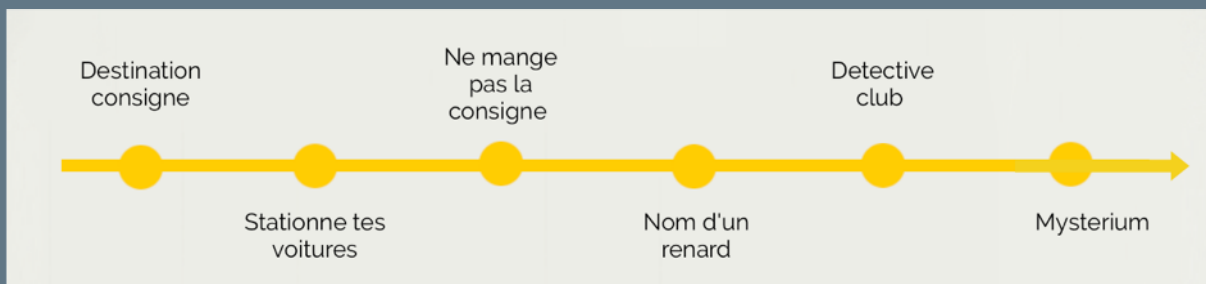 Destination
consigne
Stationne tes
voitures
Ne mange
pas la
consigne
Nom d'un
renard
Detective
club
Mysterium